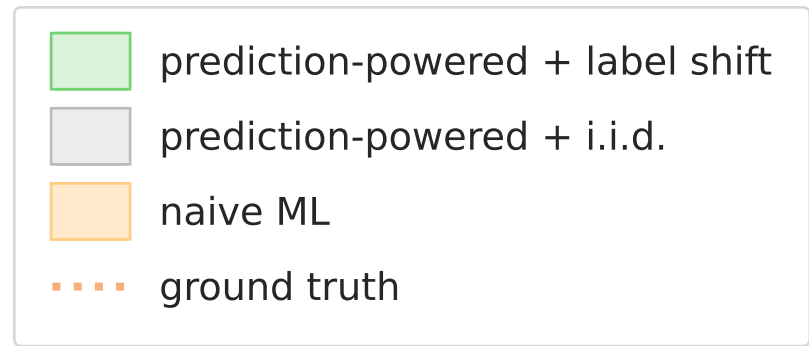 prediction-powered + label shift
prediction-powered + i.i.d.
naive ML
ground truth